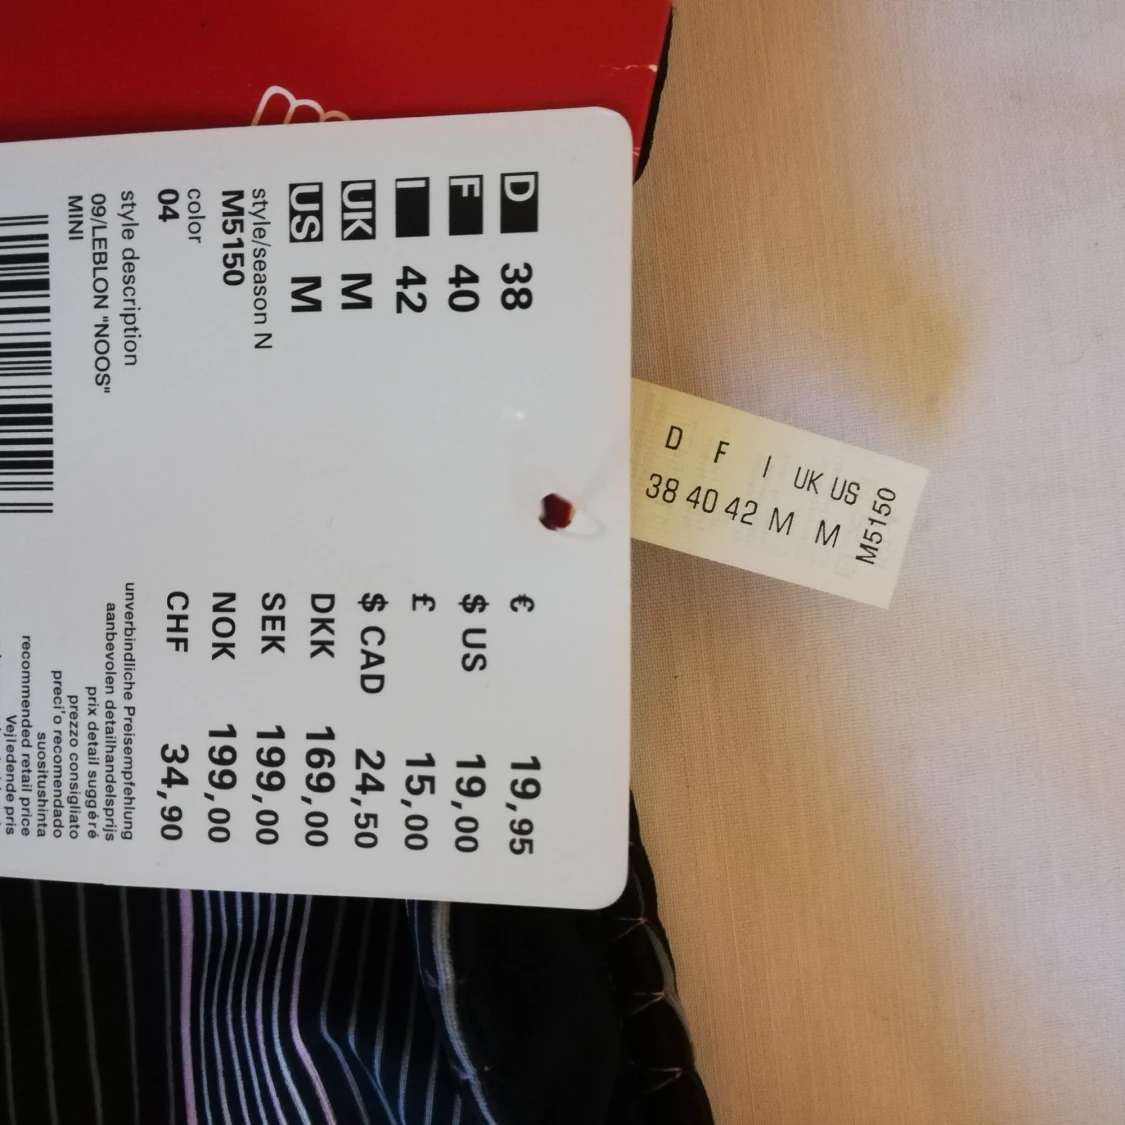 D 38
F 40
I 42
UK M
US M
style/season N
M5150
color
04
style description
09/LEBLON "NOOS"
MINI
€ 19,95
$ US 19,00
£ 15,00
$ CAD 24,50
DKK 169,00
SEK 199,00
NOK 199,00
CHF 34,90
unverbindliche Preisempfehlung
aanbevolen detailhandelsprijs
prix detail suggéré
prezzo consigliato
preci'o recomendado
suositushinta
recommended retail price
Vejledende pris
D F I UK US
38 40 42 M M
M5150